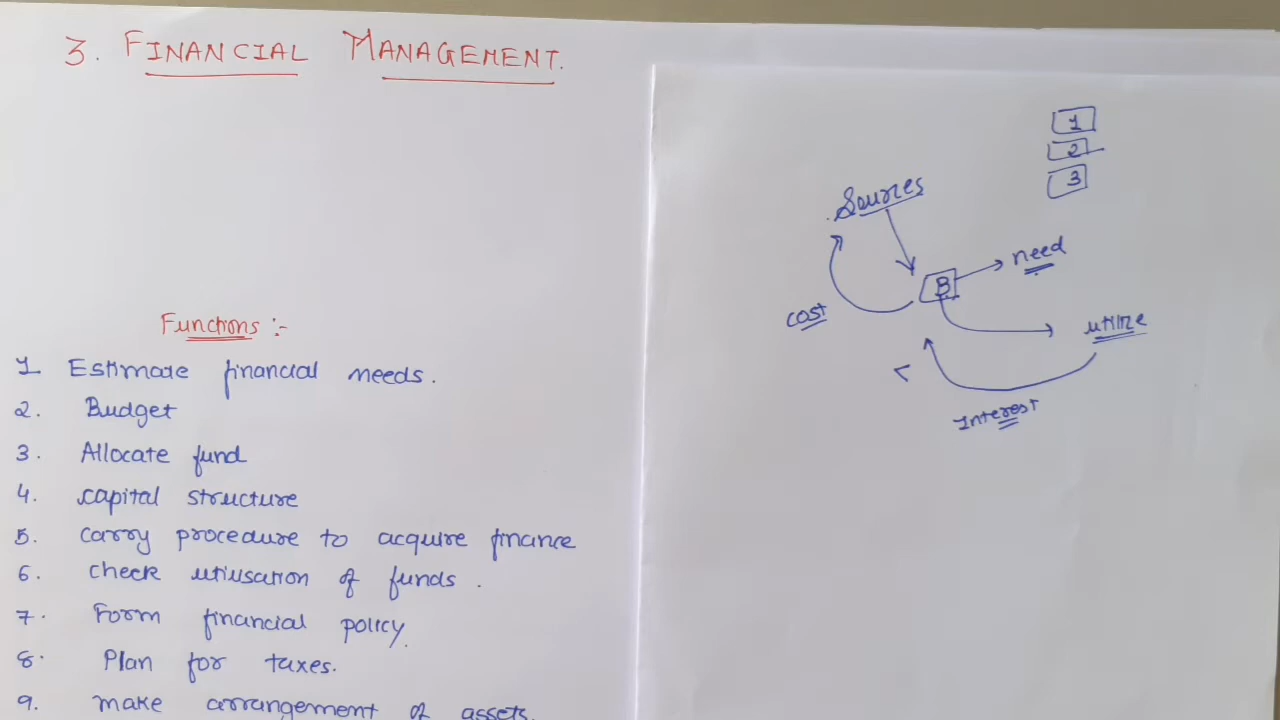 3. FINANCIAL MANAGEMENT.
Functions :-
1 Estimate financial needs.
2. Budget
3. Allocate fund
4. capital structure
5. carry procedure to acquire finance
6. check utilisation of funds.
7. Form financial policy.
8. Plan for taxes.
9. make arrangement of assets.
1
2
3
Sources
need
B
cost
utilize
<
Interest